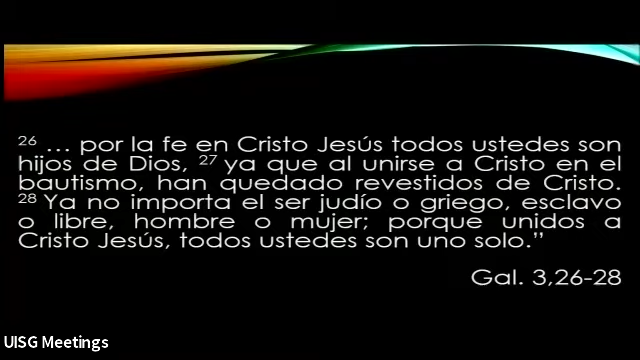 26 … por la fe en Cristo Jesús todos ustedes son
hijos de Dios, 27 ya que al unirse a Cristo en el
bautismo, han quedado revestidos de Cristo.
28 Ya no importa el ser judío o griego, esclavo
o libre, hombre o mujer; porque unidos a
Cristo Jesús, todos ustedes son uno solo.”
Gal. 3,26-28
UISG Meetings